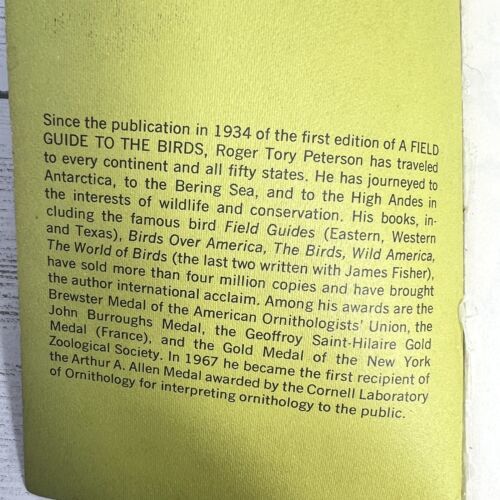 Since the publication in 1934 of the first edition of A FIELD
GUIDE TO THE BIRDS, Roger Tory Peterson has traveled
to every continent and all fifty states. He has journeyed to
Antarctica, to the Bering Sea, and to the High Andes in
the interests of wildlife and conservation. His books, in-
cluding the famous bird Field Guides (Eastern, Western
and Texas), Birds Over America, The Birds, Wild America,
The World of Birds (the last two written with James Fisher),
have sold more than four million copies and have brought
the author international acclaim. Among his awards are the
Brewster Medal of the American Ornithologists' Union, the
John Burroughs Medal, the Geoffroy Saint-Hilaire Gold
Medal (France), and the Gold Medal of the New York
Zoological Society. In 1967 he became the first recipient of
the Arthur A. Allen Medal awarded by the Cornell Laboratory
of Ornithology for interpreting ornithology to the public.